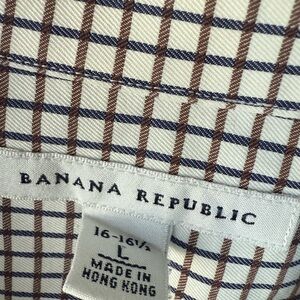 BANANA REPUBLIC
16-16½
L
MADE IN
HONG KONG